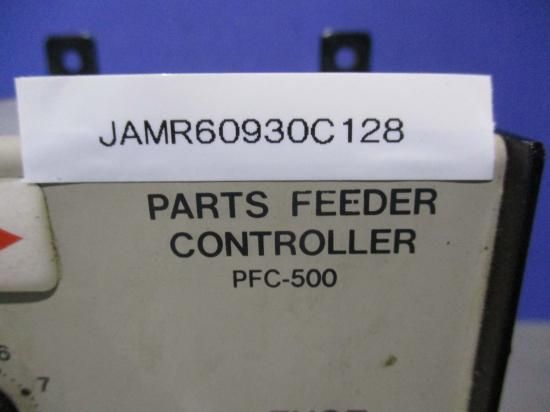 JAMR60930C128
PARTS FEEDER
CONTROLLER
PFC-500
6
7